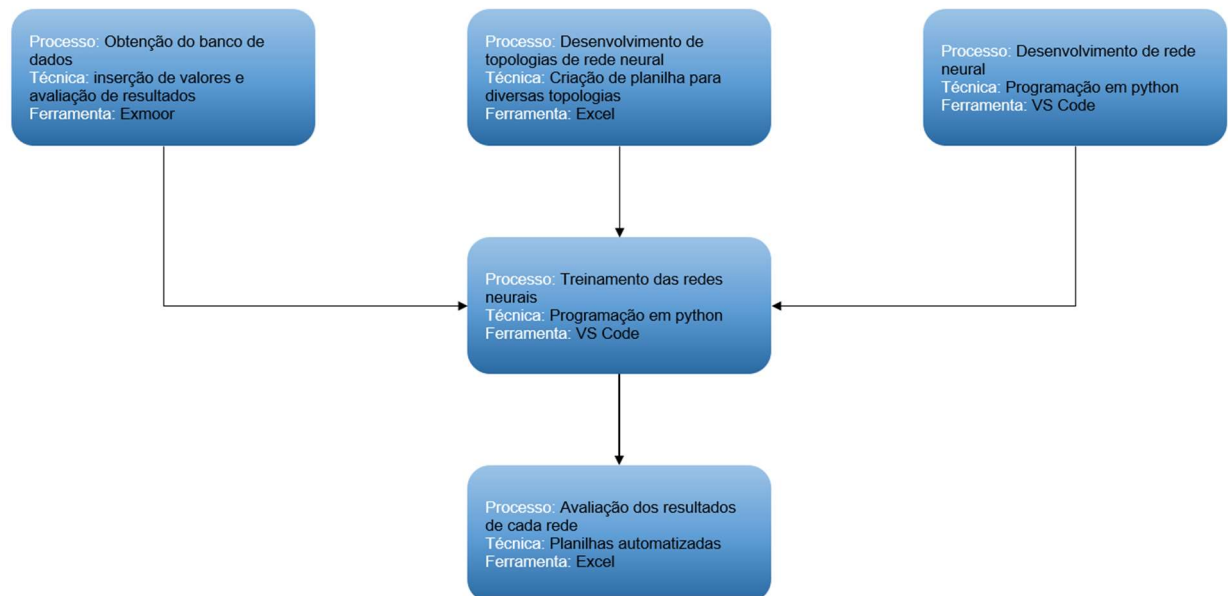 Processo: Obtenção do banco de
dados
Técnica: inserção de valores e
avaliação de resultados
Ferramenta: Exmoor
Processo: Desenvolvimento de
topologias de rede neural
Técnica: Criação de planilha para
diversas topologias
Ferramenta: Excel
Processo: Desenvolvimento de rede
neural
Técnica: Programação em python
Ferramenta: VS Code
Processo: Treinamento das redes
neurais
Técnica: Programação em python
Ferramenta: VS Code
Processo: Avaliação dos resultados
de cada rede
Técnica: Planilhas automatizadas
Ferramenta: Excel